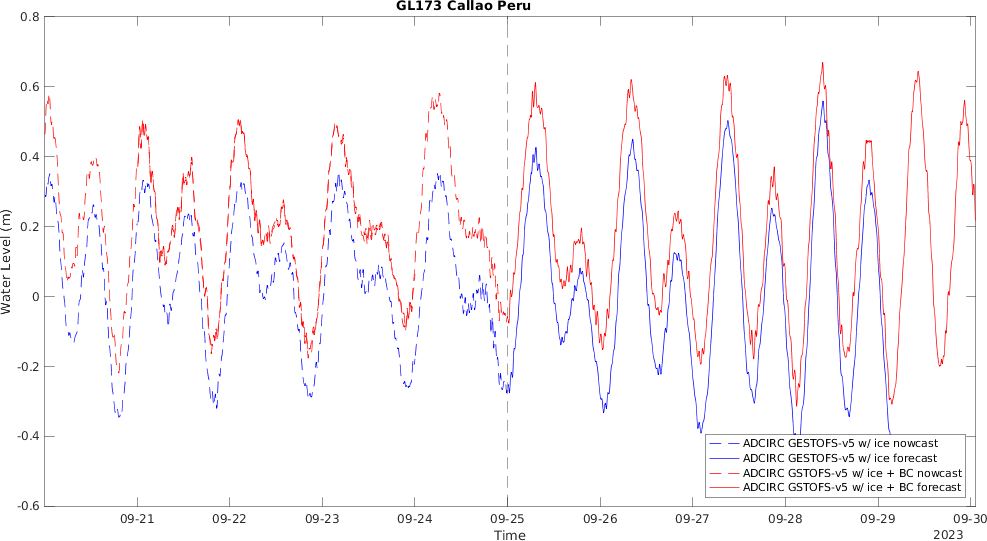 GL173 Callao Peru
0.8
0.6
0.4
0.2
0
-0.2
-0.4
-0.6
Water Level (m)
ADCIRC GESTOFS-v5 w/ ice nowcast
ADCIRC GESTOFS-v5 w/ ice forecast
ADCIRC GSTOFS-v5 w/ ice + BC nowcast
ADCIRC GSTOFS-v5 w/ ice + BC forecast
09-21 09-22 09-23 09-24 09-25 09-26 09-27 09-28 09-29 09-30
Time
2023